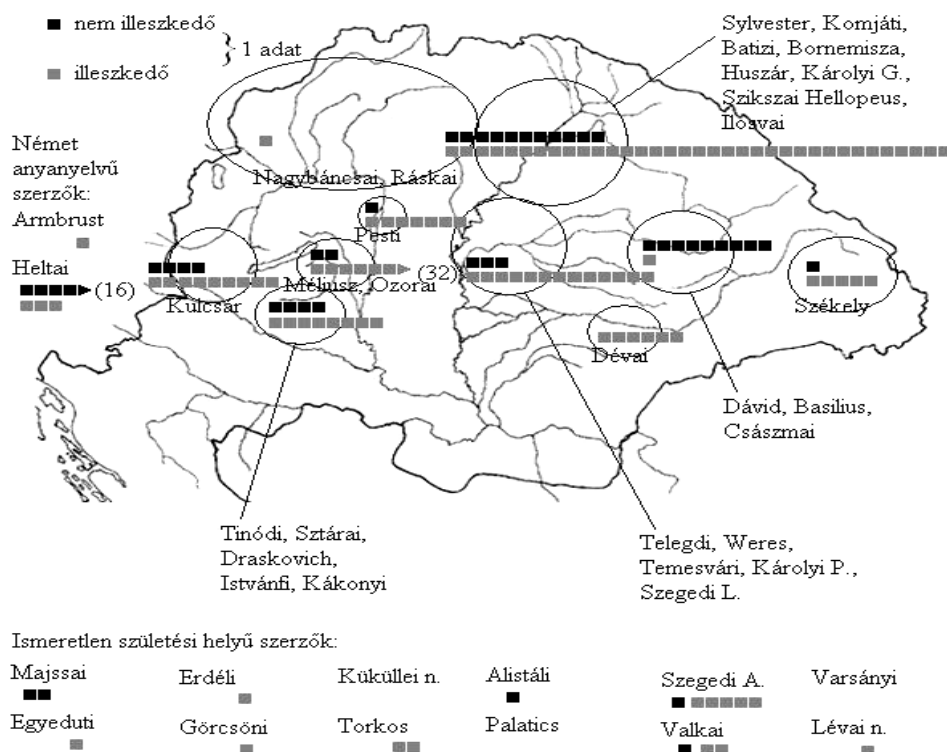 nem illeszkedő
1 adat
illeszkedő
Sylvester, Komjáti,
Batizi, Bornemisza,
Huszár, Károlyi G.,
Szikszai Hellopeus,
Ilosvai
Német
anyanyelvű
szerzők:
Armbrust
Nagybáncsai, Ráskai
Pesti
Heltai
(16)
(32)
Kulcsár
Méliusz, Ozorai
Székely
Dévai
Dávid, Basilius,
Császmai
Tinódi, Sztárai,
Draskovich,
Istvánfi, Kákonyi
Telegdi, Weres,
Temesvári, Károlyi P.,
Szegedi L.
Ismeretlen születési helyű szerzők:
Majssai Erdéli Küküllei n. Alistáli Szegedi A. Varsányi
Egyeduti Görcsöni Torkos Palatics Valkai Lévai n.